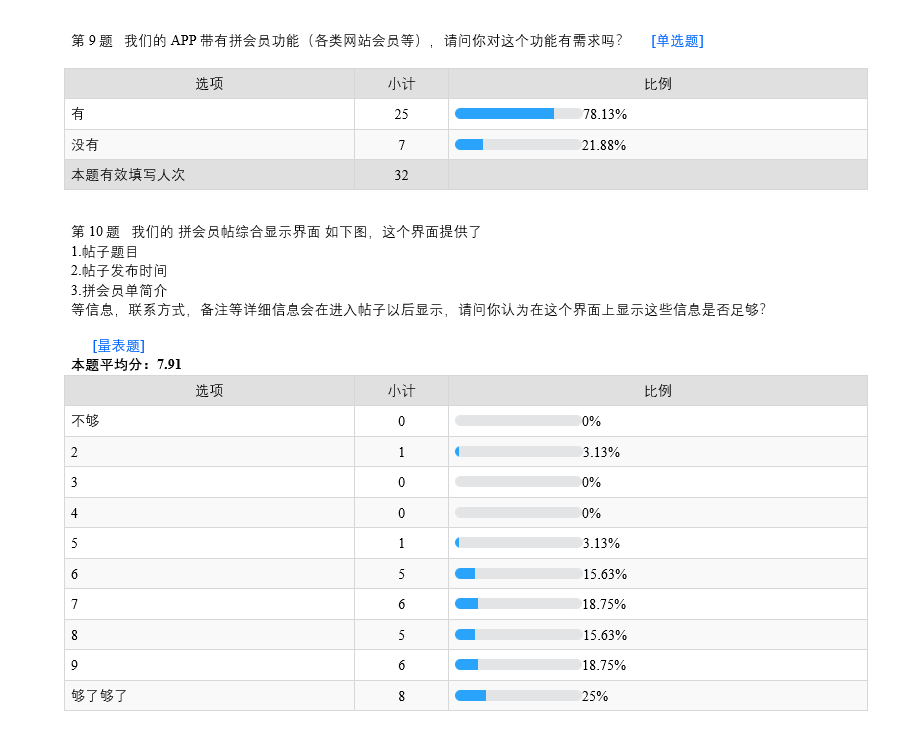 第 9 题 我们的 APP 带有拼会员功能（各类网站会员等），请问你对这个功能有需求吗？ [单选题]
选项 小计 比例
有 25 78.13%
没有 7 21.88%
本题有效填写人次 32
第 10 题 我们的 拼会员帖综合显示界面 如下图，这个界面提供了
1.帖子题目
2.帖子发布时间
3.拼会员单简介
等信息，联系方式，备注等详细信息会在进入帖子以后显示，请问你认为在这个界面上显示这些信息是否足够？
[量表题]
本题平均分：7.91
选项 小计 比例
不够 0 0%
2 1 3.13%
3 0 0%
4 0 0%
5 1 3.13%
6 5 15.63%
7 6 18.75%
8 5 15.63%
9 6 18.75%
够了够了 8 25%